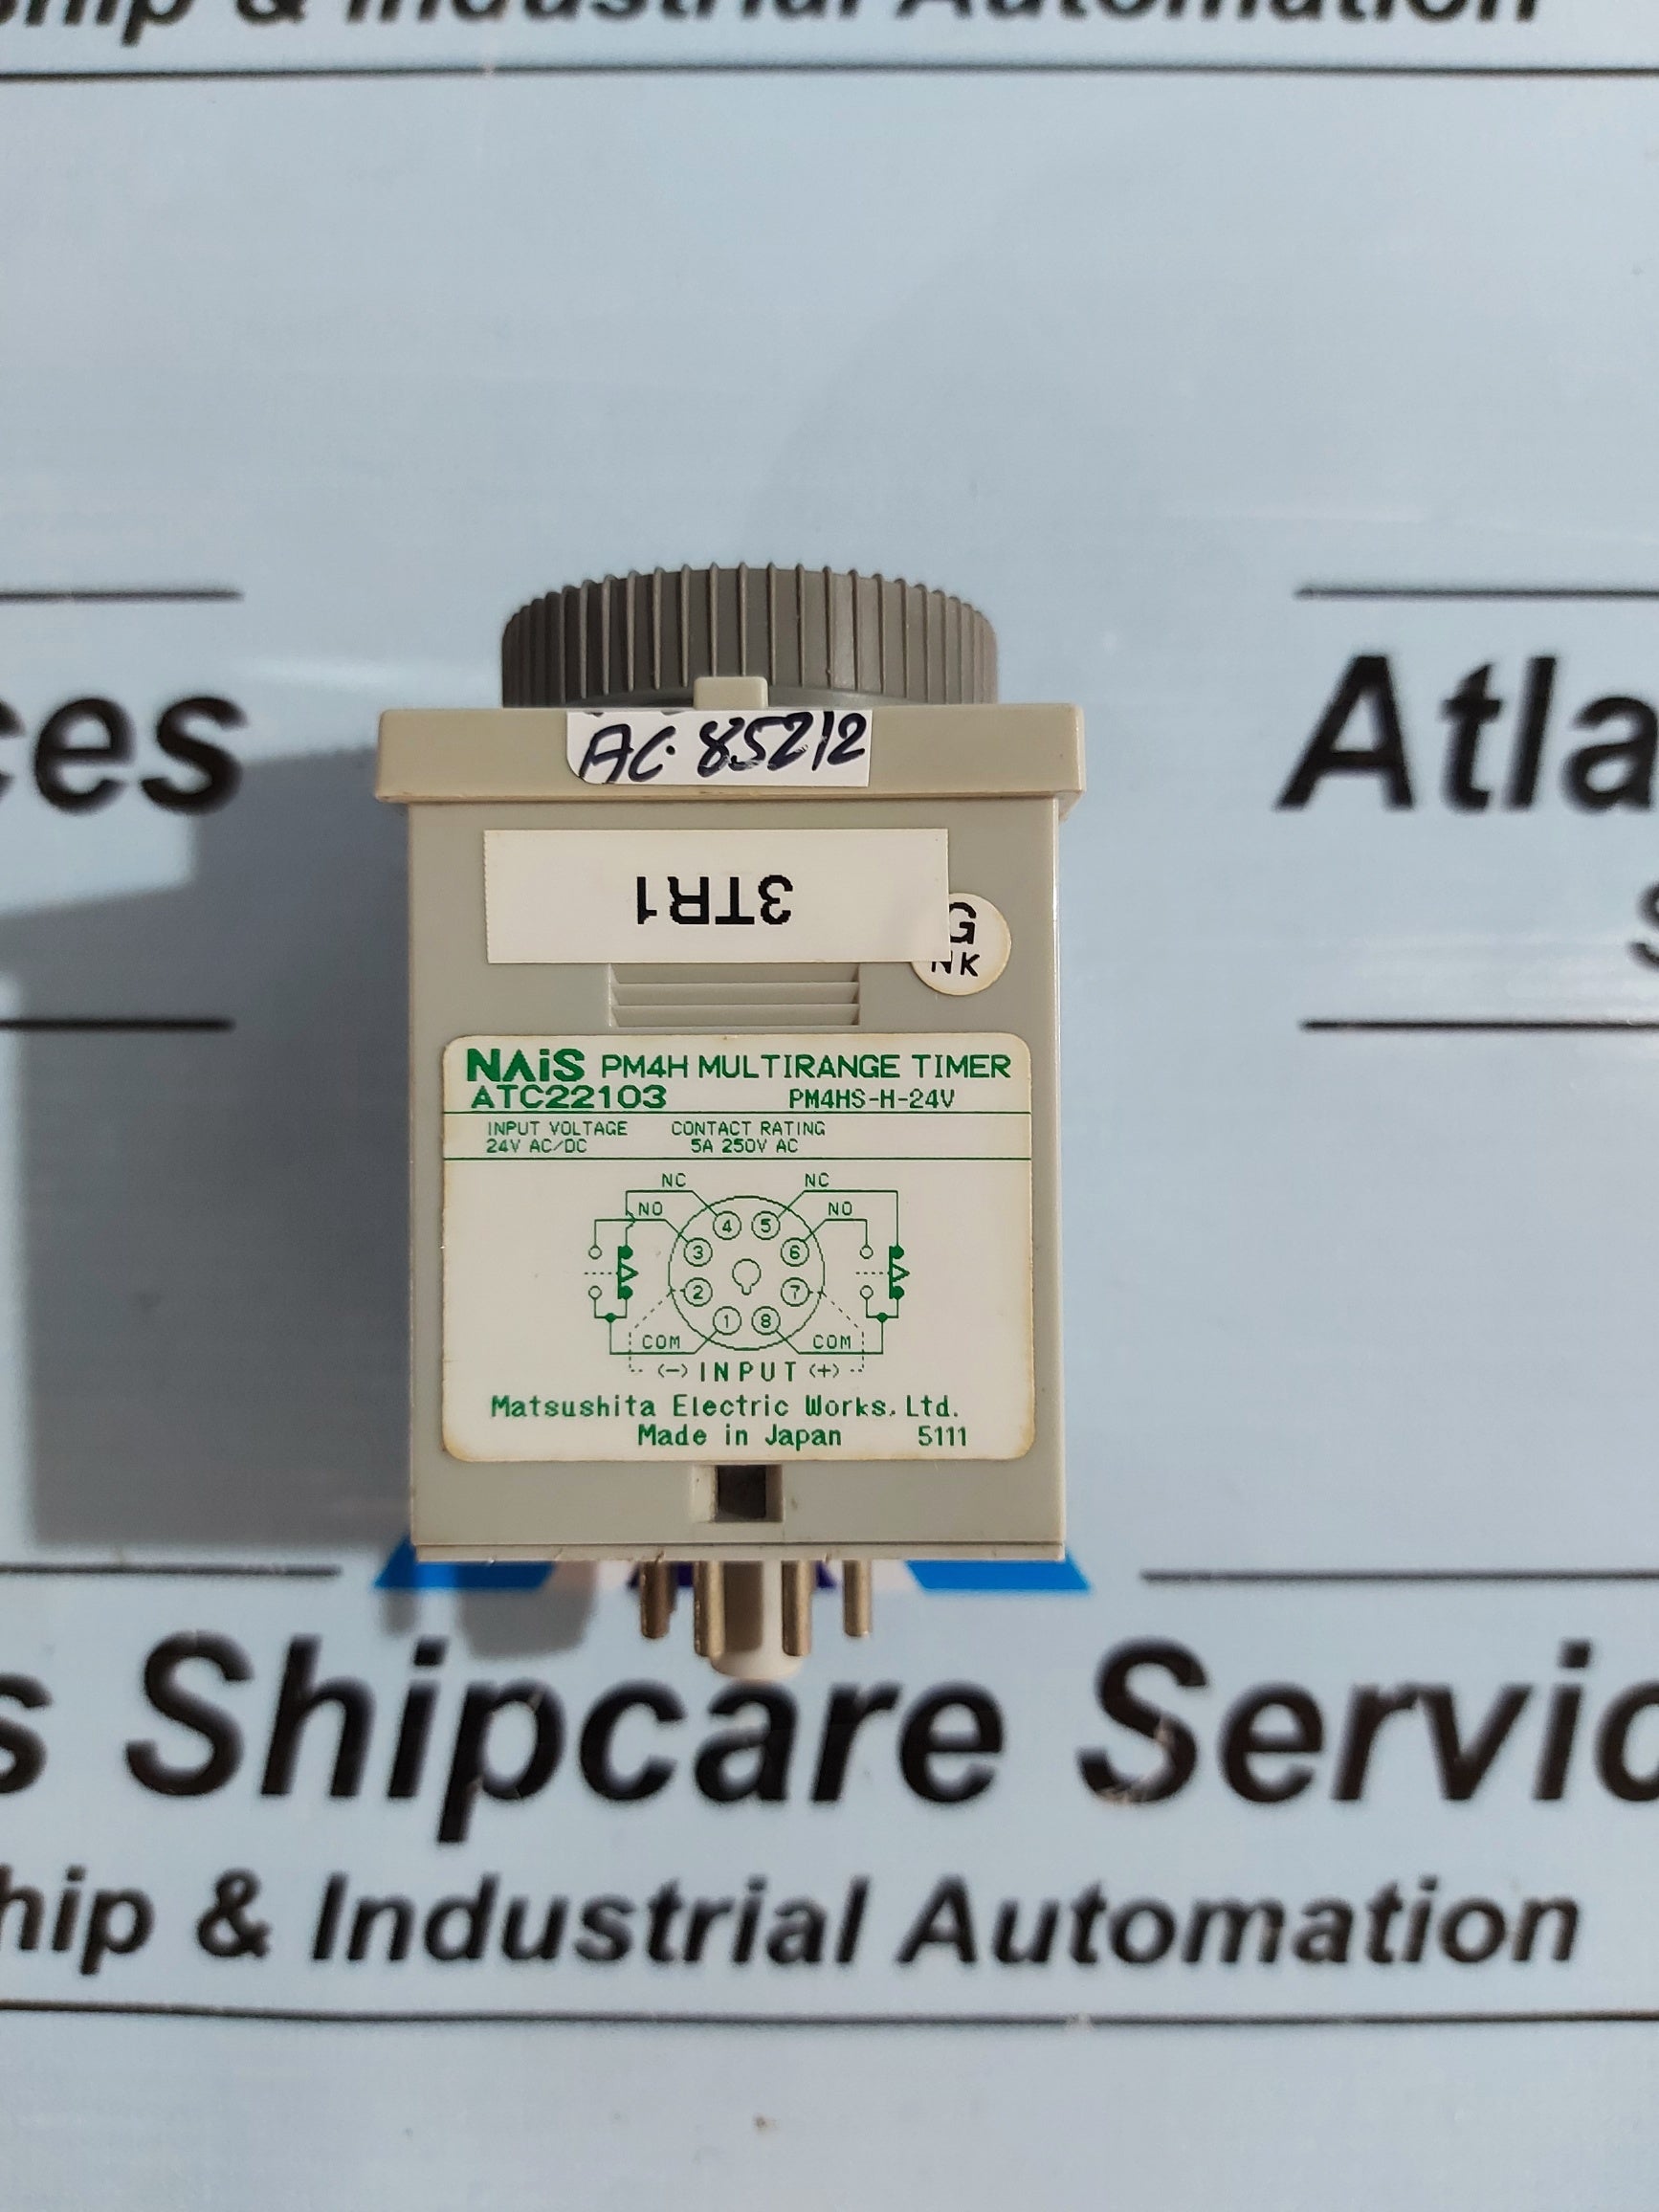 hip & Industrial Automation
ces
Atla
S
AC. 85212
3TR1
G
NK
NAiS PM4H MULTIRANGE TIMER
ATC22103 PM4HS-H-24V
INPUT VOLTAGE CONTACT RATING
24V AC/DC 5A 250V AC
NC NC
NO NO
4 5
3 6
2 7
1 8
COM COM
(-) INPUT (+)
Matsushita Electric Works, Ltd.
Made in Japan 5111
s Shipcare Servic
hip & Industrial Automation